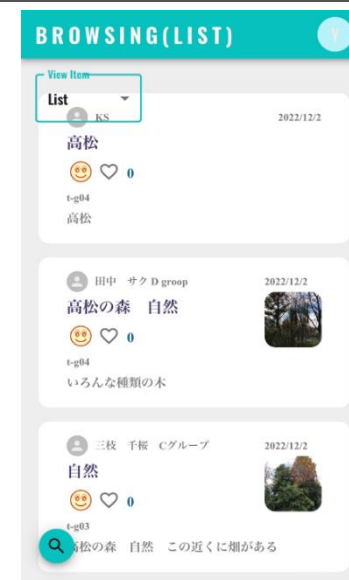 BROWSING(LIST)
Y
View Item
List
KS 2022/12/2
高松
0
t-g04
高松
田中 サク D groop 2022/12/2
高松の森 自然
0
t-g04
いろんな種類の木
三枝 千桜 Cグループ 2022/12/2
自然
0
t-g03
高松の森 自然 この近くに畑がある